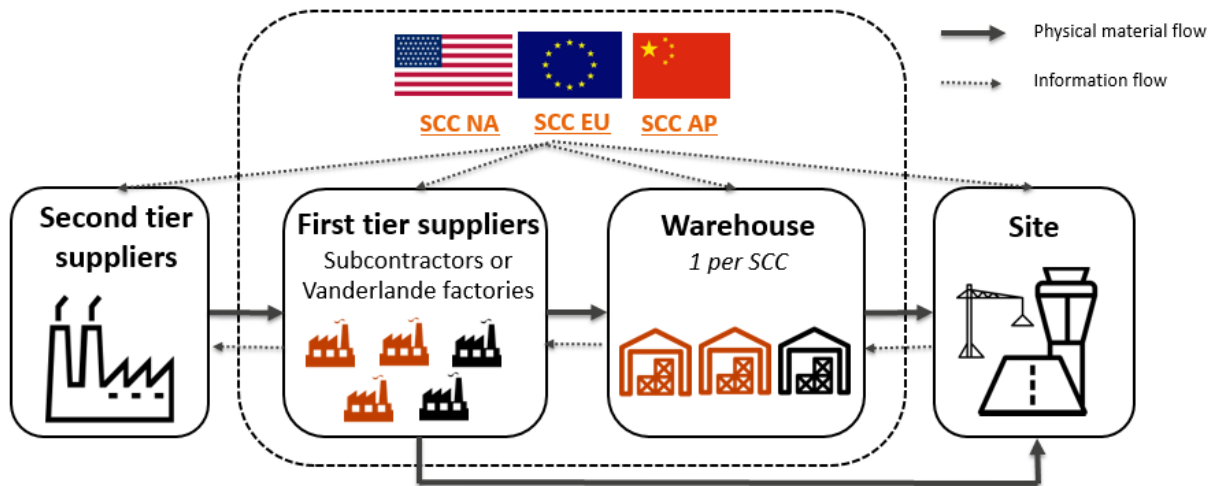 Physical material flow
Information flow
SCC NA
SCC EU
SCC AP
Second tier
suppliers
First tier suppliers
Subcontractors or
Vanderlande factories
Warehouse
1 per SCC
Site